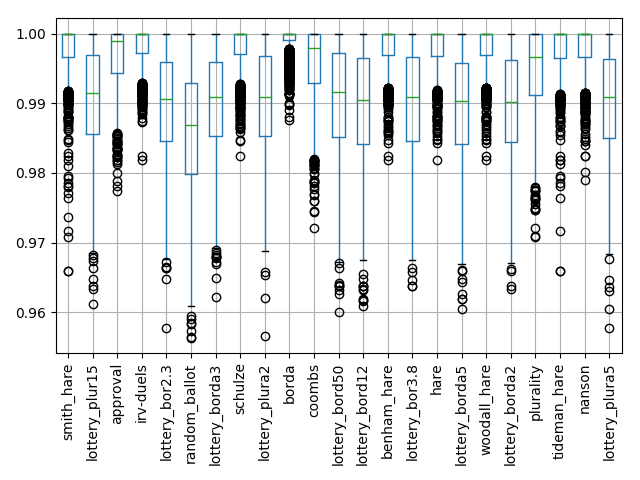 1.00
0.99
0.98
0.97
0.96
smith_hare
lottery_plur15
approval
irv-duels
lottery_bor2.3
random_ballot
lottery_borda3
schulze
lottery_plura2
borda
coombs
lottery_bord50
lottery_bord12
benham_hare
lottery_bor3.8
hare
lottery_borda5
woodall_hare
lottery_borda2
plurality
tideman_hare
nanson
lottery_plura5